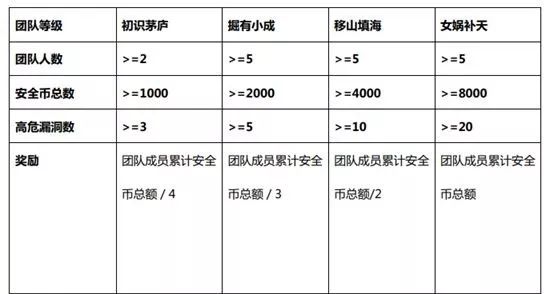 团队等级 初识茅庐 掘有小成 移山填海 女娲补天
团队人数 >=2 >=5 >=5 >=5
安全币总数 >=1000 >=2000 >=4000 >=8000
高危漏洞数 >=3 >=5 >=10 >=20
奖励 团队成员累计安全 团队成员累计安全 团队成员累计安全 团队成员累计安全
币总额 / 4 币总额 / 3 币总额/2 币总额